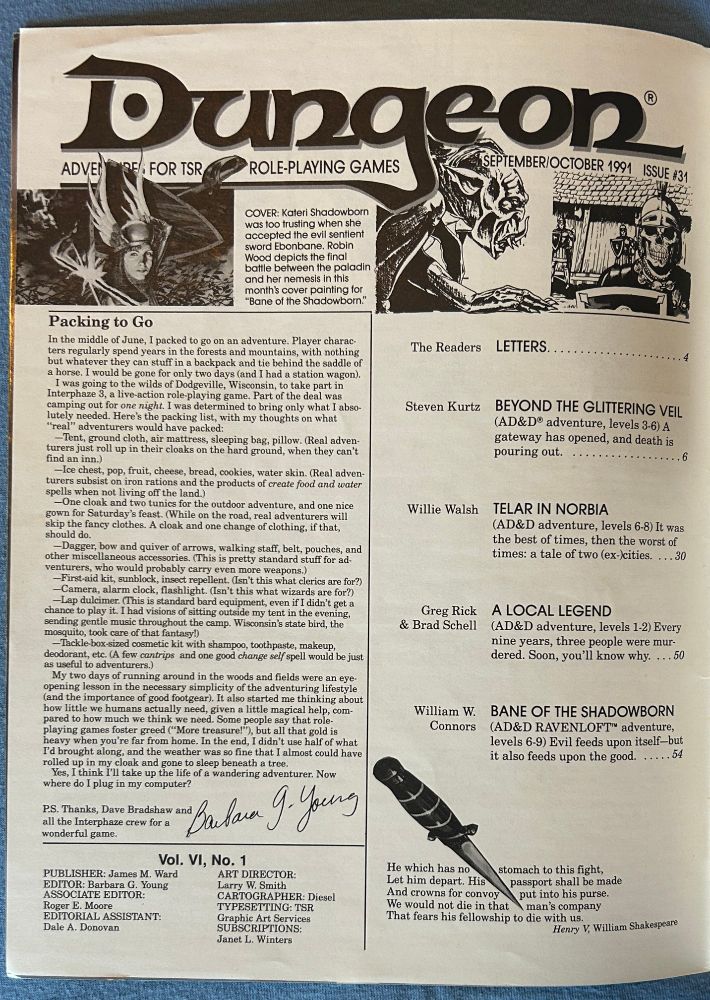 Dungeon®
ADVENTURES FOR TSR ROLE-PLAYING GAMES
SEPTEMBER/OCTOBER 1991 ISSUE #31
COVER: Kateri Shadowborn
was too trusting when she
accepted the evil sentient
sword Ebonbane. Robin
Wood depicts the final
battle between the paladin
and her nemesis in this
month's cover painting for
"Bane of the Shadowborn."
Packing to Go
In the middle of June, I packed to go on an adventure. Player charac-
ters regularly spend years in the forests and mountains, with nothing
but whatever they can stuff in a backpack and tie behind the saddle of
a horse. I would be gone for only two days (and I had a station wagon).
I was going to the wilds of Dodgeville, Wisconsin, to take part in
Interphaze 3, a live-action role-playing game. Part of the deal was
camping out for one night. I was determined to bring only what I abso-
lutely needed. Here's the packing list, with my thoughts on what
"real" adventurers would have packed:
—Tent, ground cloth, air mattress, sleeping bag, pillow. (Real adven-
turers just roll up in their cloaks on the hard ground, when they can't
find an inn.)
—Ice chest, pop, fruit, cheese, bread, cookies, water skin. (Real adven-
turers subsist on iron rations and the products of create food and water
spells when not living off the land.)
—One cloak and two tunics for the outdoor adventure, and one nice
gown for Saturday's feast. (While on the road, real adventurers will
skip the fancy clothes. A cloak and one change of clothing, if that,
should do.
—Dagger, bow and quiver of arrows, walking staff, belt, pouches, and
other miscellaneous accessories. (This is pretty standard stuff for ad-
venturers, who would probably carry even more weapons.)
—First-aid kit, sunblock, insect repellent. (Isn't this what clerics are for?)
—Camera, alarm clock, flashlight. (Isn't this what wizards are for?)
—Lap dulcimer. (This is standard bard equipment, even if I didn't get a
chance to play it. I had visions of sitting outside my tent in the evening,
sending gentle music throughout the camp. Wisconsin's state bird, the
mosquito, took care of that fantasy!)
—Tackle-box-sized cosmetic kit with shampoo, toothpaste, makeup,
deodorant, etc. (A few cantrips and one good change self spell would be just
as useful to adventurers.)
My two days of running around in the woods and fields were an eye-
opening lesson in the necessary simplicity of the adventuring lifestyle
(and the importance of good footgear). It also started me thinking about
how little we humans actually need, given a little magical help, com-
pared to how much we think we need. Some people say that role-
playing games foster greed ("More treasure!"), but all that gold is
heavy when you're far from home. In the end, I didn't use half of what
I'd brought along, and the weather was so fine that I almost could have
rolled up in my cloak and gone to sleep beneath a tree.
Yes, I think I'll take up the life of a wandering adventurer. Now
where do I plug in my computer?
P.S. Thanks, Dave Bradshaw and
all the Interphaze crew for a
wonderful game.
Barbara G. Young
Vol. VI, No. 1
PUBLISHER: James M. Ward
EDITOR: Barbara G. Young
ASSOCIATE EDITOR:
Roger E. Moore
EDITORIAL ASSISTANT:
Dale A. Donovan
ART DIRECTOR:
Larry W. Smith
CARTOGRAPHER: Diesel
TYPESETTING: TSR
Graphic Art Services
SUBSCRIPTIONS:
Janet L. Winters
The Readers LETTERS.....................4
Steven Kurtz BEYOND THE GLITTERING VEIL
(AD&D® adventure, levels 3-6) A
gateway has opened, and death is
pouring out. .................6
Willie Walsh TELAR IN NORBIA
(AD&D adventure, levels 6-8) It was
the best of times, then the worst of
times: a tale of two (ex-)cities. ....30
Greg Rick A LOCAL LEGEND
& Brad Schell (AD&D adventure, levels 1-2) Every
nine years, three people were mur-
dered. Soon, you'll know why. ....50
William W. BANE OF THE SHADOWBORN
Connors (AD&D RAVENLOFT™ adventure,
levels 6-9) Evil feeds upon itself—but
it also feeds upon the good. .....54
He which has no stomach to this fight,
Let him depart. His passport shall be made
And crowns for convoy put into his purse.
We would not die in that man's company
That fears his fellowship to die with us.
Henry V, William Shakespeare